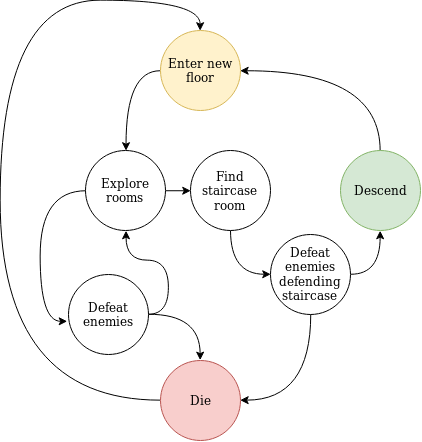 Enter new
floor
Explore
rooms
Find
staircase
room
Descend
Defeat
enemies
defending
staircase
Defeat
enemies
Die